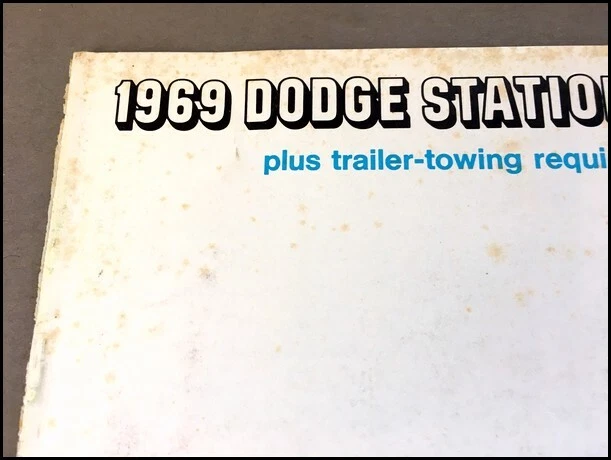 1969 DODGE STATIO
plus trailer-towing requi